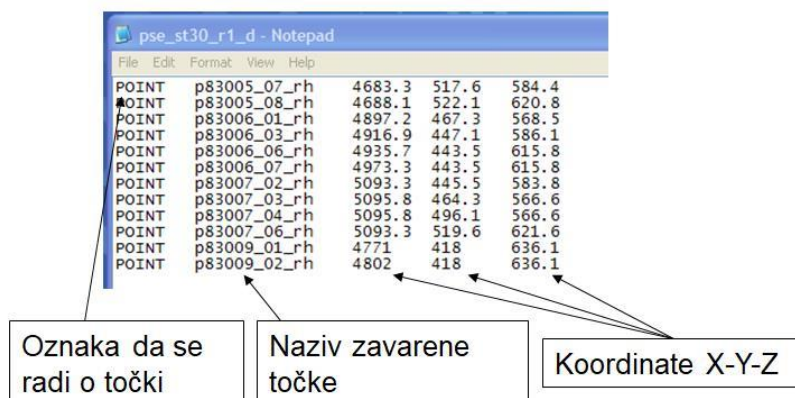 pse_st30_r1_d - Notepad
File Edit Format View Help
POINT p83005_07_rh 4683.3 517.6 584.4
POINT p83005_08_rh 4688.1 522.1 620.8
POINT p83006_01_rh 4897.2 467.3 568.5
POINT p83006_03_rh 4916.9 447.1 586.1
POINT p83006_06_rh 4935.7 443.5 615.8
POINT p83006_07_rh 4973.3 443.5 615.8
POINT p83007_02_rh 5093.3 445.5 583.8
POINT p83007_03_rh 5095.8 464.3 566.6
POINT p83007_04_rh 5095.8 496.1 566.6
POINT p83007_06_rh 5093.3 519.6 621.6
POINT p83009_01_rh 4771 418 636.1
POINT p83009_02_rh 4802 418 636.1
Oznaka da se
radi o točki
Naziv zavarene
točke
Koordinate X-Y-Z